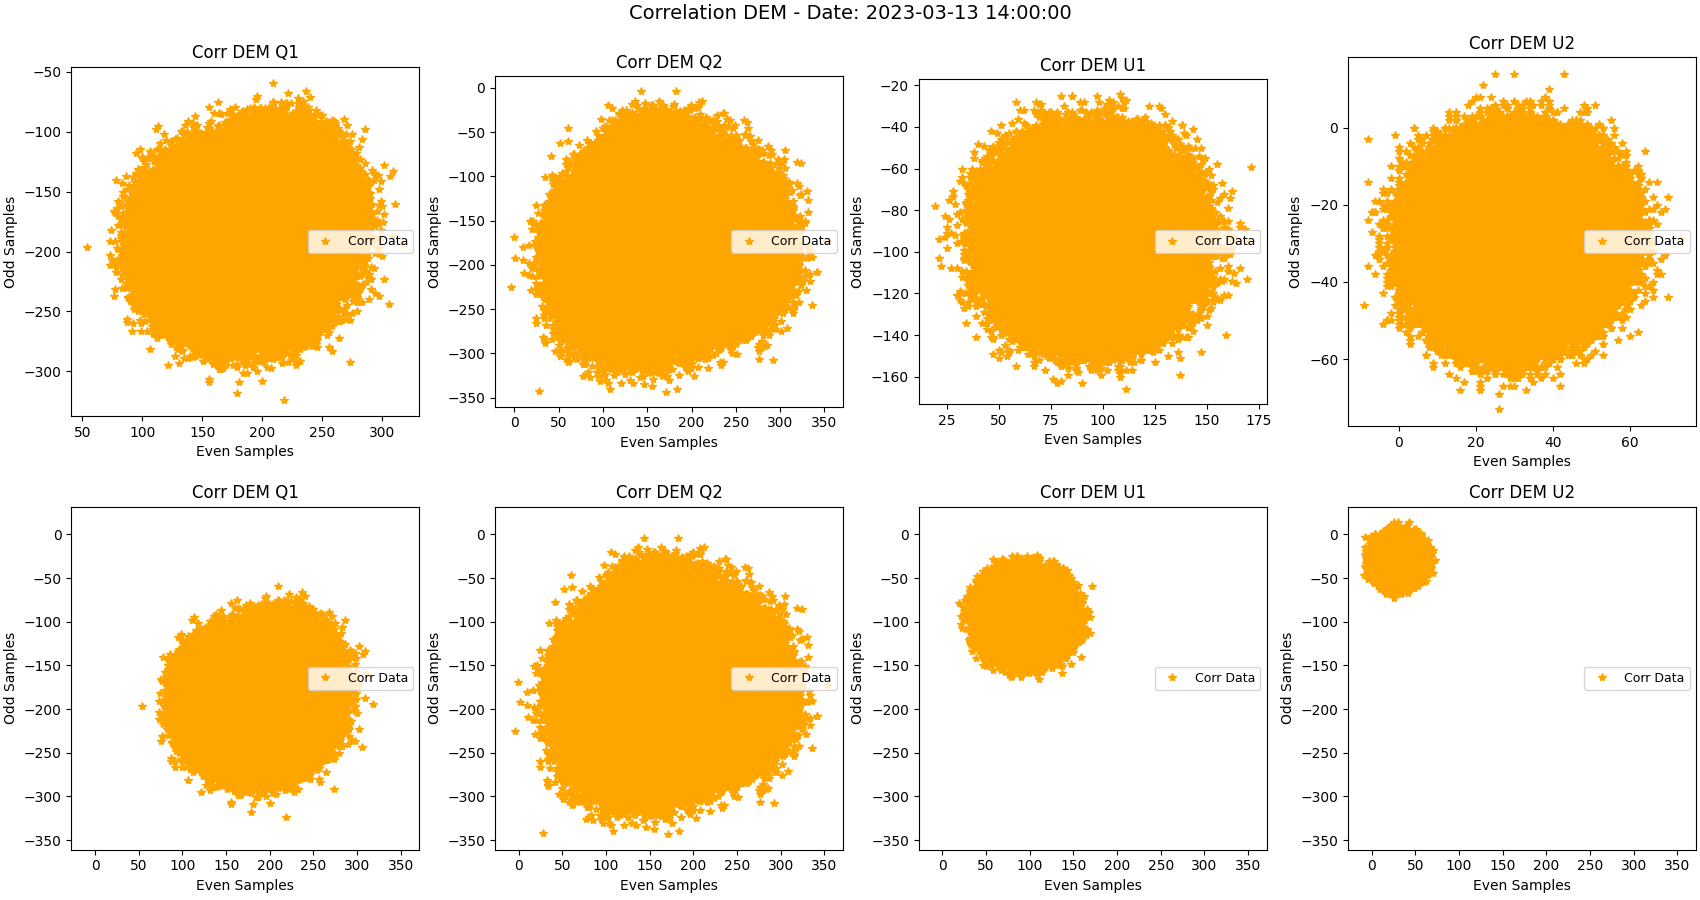 Correlation DEM - Date: 2023-03-13 14:00:00
Corr DEM Q1
−50
−100
−150
−200
−250
−300
Odd Samples
50 100 150 200 250 300
Even Samples
Corr Data
Corr DEM Q2
0
−50
−100
−150
−200
−250
−300
−350
Odd Samples
0 50 100 150 200 250 300 350
Even Samples
Corr Data
Corr DEM U1
−20
−40
−60
−80
−100
−120
−140
−160
Odd Samples
25 50 75 100 125 150 175
Even Samples
Corr Data
Corr DEM U2
0
−20
−40
−60
Odd Samples
0 20 40 60
Even Samples
Corr Data
Corr DEM Q1
0
−50
−100
−150
−200
−250
−300
−350
Odd Samples
0 50 100 150 200 250 300 350
Even Samples
Corr Data
Corr DEM Q2
0
−50
−100
−150
−200
−250
−300
−350
Odd Samples
0 50 100 150 200 250 300 350
Even Samples
Corr Data
Corr DEM U1
0
−50
−100
−150
−200
−250
−300
−350
Odd Samples
0 50 100 150 200 250 300 350
Even Samples
Corr Data
Corr DEM U2
0
−50
−100
−150
−200
−250
−300
−350
Odd Samples
0 50 100 150 200 250 300 350
Even Samples
Corr Data